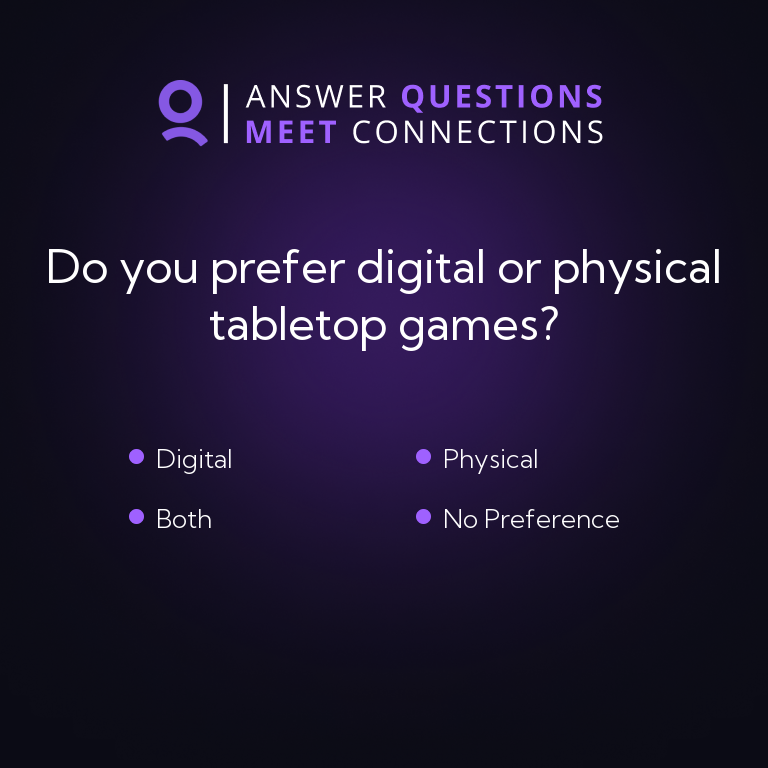 ANSWER QUESTIONS
MEET CONNECTIONS
Do you prefer digital or physical
tabletop games?
Digital
Physical
Both
No Preference